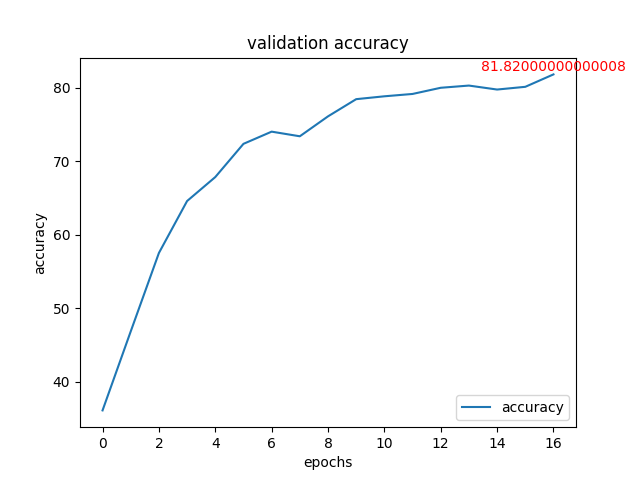 validation accuracy
81.82000000000008
80
70
60
50
40
accuracy
accuracy
0 2 4 6 8 10 12 14 16
epochs